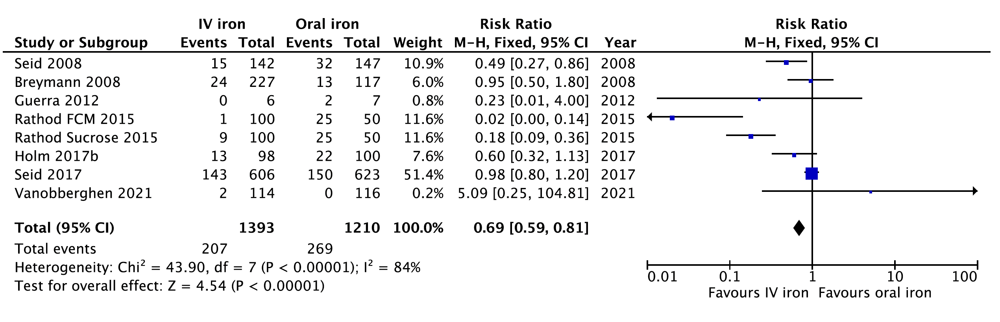 IV iron Oral iron Risk Ratio Risk Ratio
Study or Subgroup Events Total Events Total Weight M-H, Fixed, 95% CI Year M-H, Fixed, 95% CI
Seid 2008 15 142 32 147 10.9% 0.49 [0.27, 0.86] 2008
Breymann 2008 24 227 13 117 6.0% 0.95 [0.50, 1.80] 2008
Guerra 2012 0 6 2 7 0.8% 0.23 [0.01, 4.00] 2012
Rathod FCM 2015 1 100 25 50 11.6% 0.02 [0.00, 0.14] 2015
Rathod Sucrose 2015 9 100 25 50 11.6% 0.18 [0.09, 0.36] 2015
Holm 2017b 13 98 22 100 7.6% 0.60 [0.32, 1.13] 2017
Seid 2017 143 606 150 623 51.4% 0.98 [0.80, 1.20] 2017
Vanobberghen 2021 2 114 0 116 0.2% 5.09 [0.25, 104.81] 2021
Total (95% CI) 1393 1210 100.0% 0.69 [0.59, 0.81]
Total events 207 269
Heterogeneity: Chi² = 43.90, df = 7 (P < 0.00001); I² = 84%
Test for overall effect: Z = 4.54 (P < 0.00001)
0.01 0.1 1 10 100
Favours IV iron Favours oral iron